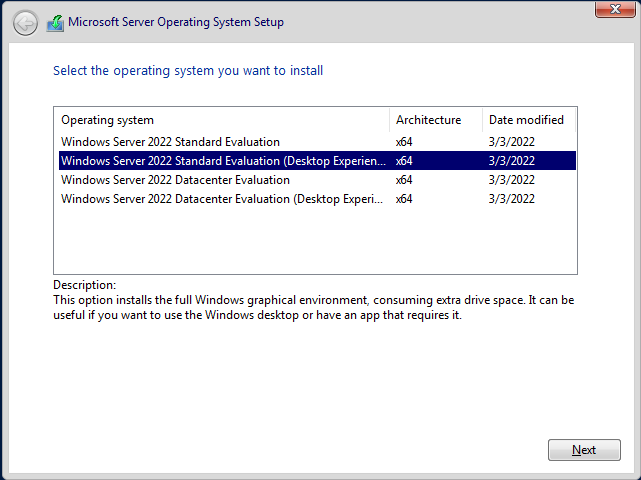 Microsoft Server Operating System Setup
Select the operating system you want to install
Operating system Architecture Date modified
Windows Server 2022 Standard Evaluation x64 3/3/2022
Windows Server 2022 Standard Evaluation (Desktop Experien... x64 3/3/2022
Windows Server 2022 Datacenter Evaluation x64 3/3/2022
Windows Server 2022 Datacenter Evaluation (Desktop Experi... x64 3/3/2022
Description:
This option installs the full Windows graphical environment, consuming extra drive space. It can be
useful if you want to use the Windows desktop or have an app that requires it.
Next